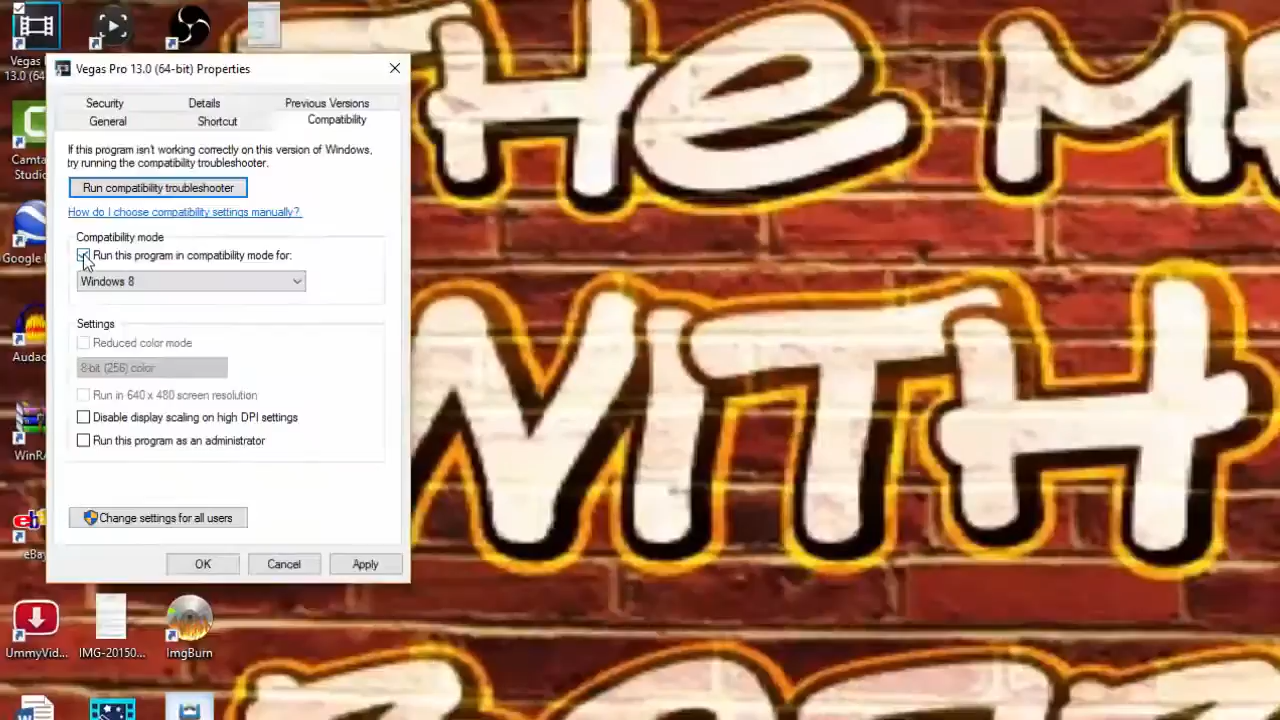 Vegas
13.0 (64
Vegas Pro 13.0 (64-bit) Properties
Security
Details
Previous Versions
General
Shortcut
Compatibility
If this program isn't working correctly on this version of Windows,
try running the compatibility troubleshooter.
Run compatibility troubleshooter
How do I choose compatibility settings manually?
Compatibility mode
Run this program in compatibility mode for:
Windows 8
Settings
Reduced color mode
8-bit (256) color
Run in 640 x 480 screen resolution
Disable display scaling on high DPI settings
Run this program as an administrator
Change settings for all users
OK
Cancel
Apply
Camta
Studio
Google
Audac
WinRA
eBay
UmmyVid...
IMG-20150...
ImgBurn
HE M
WITH